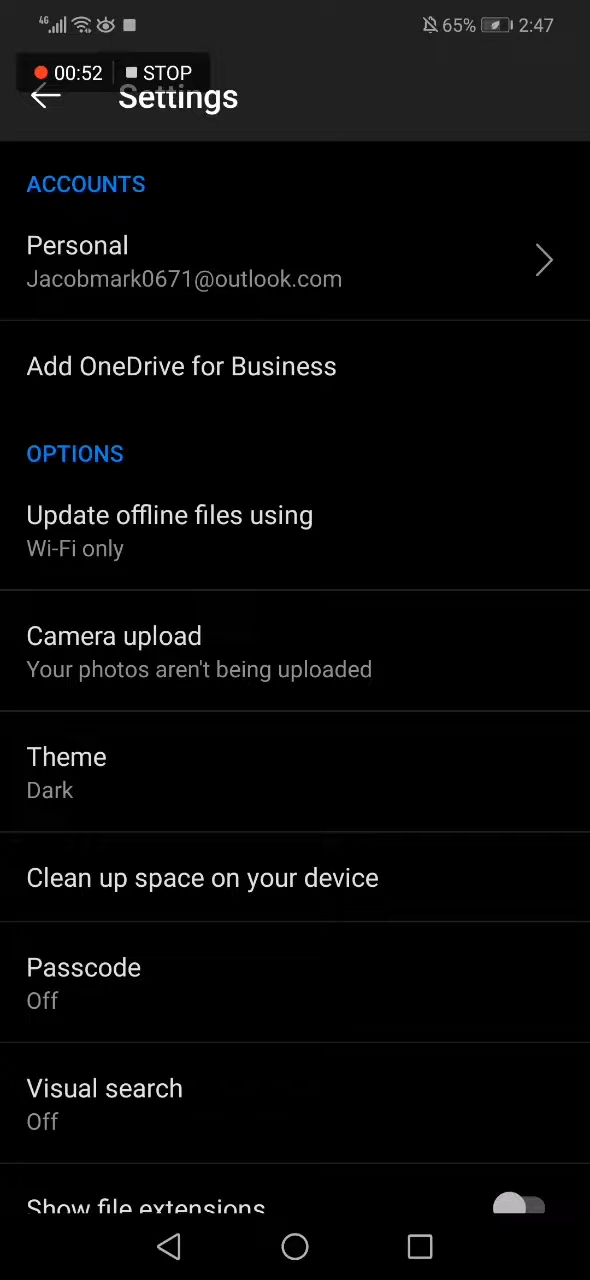 4G 65% 2:47
00:52 STOP
Settings
ACCOUNTS
Personal
Jacobmark0671@outlook.com
Add OneDrive for Business
OPTIONS
Update offline files using
Wi-Fi only
Camera upload
Your photos aren't being uploaded
Theme
Dark
Clean up space on your device
Passcode
Off
Visual search
Off
Show file extensions